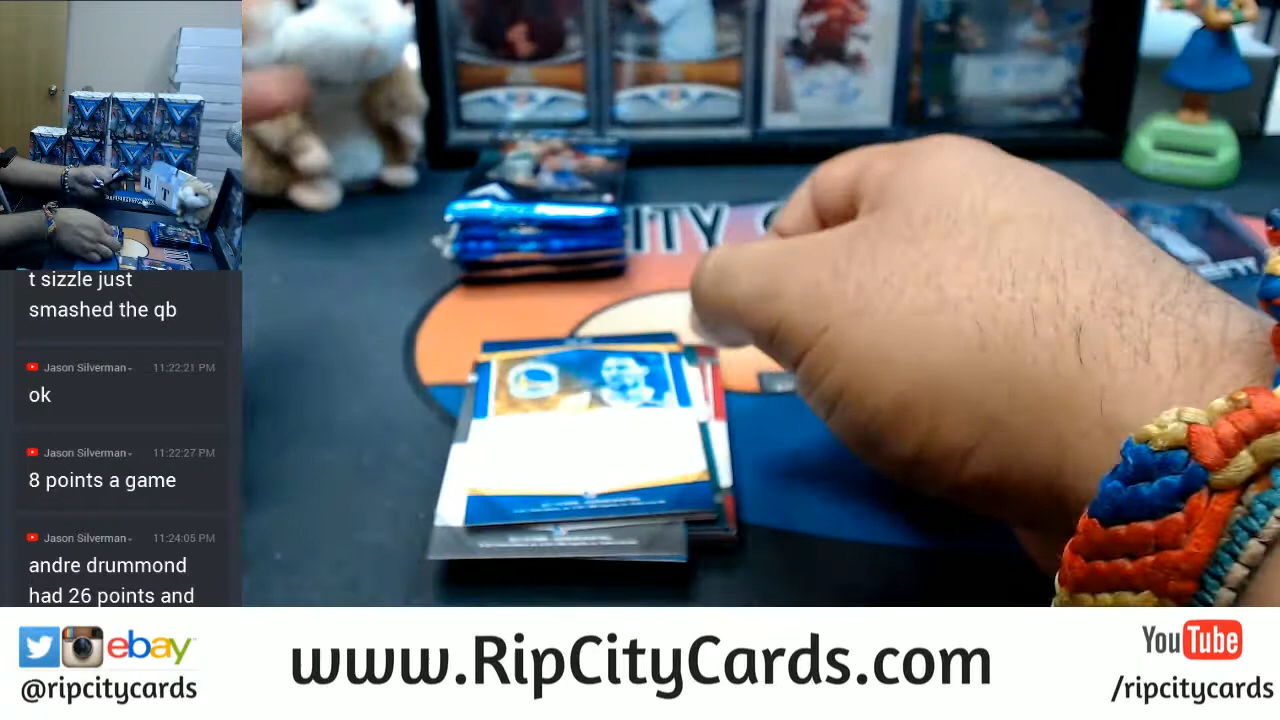 t sizzle just
smashed the qb
Jason Silverman
11:22:21 PM
ok
Jason Silverman
11:22:27 PM
8 points a game
Jason Silverman
11:24:05 PM
andre drummond
had 26 points and
ITY
ebay
@ripcitycards
www.RipCityCards.com
YouTube
/ripcitycards